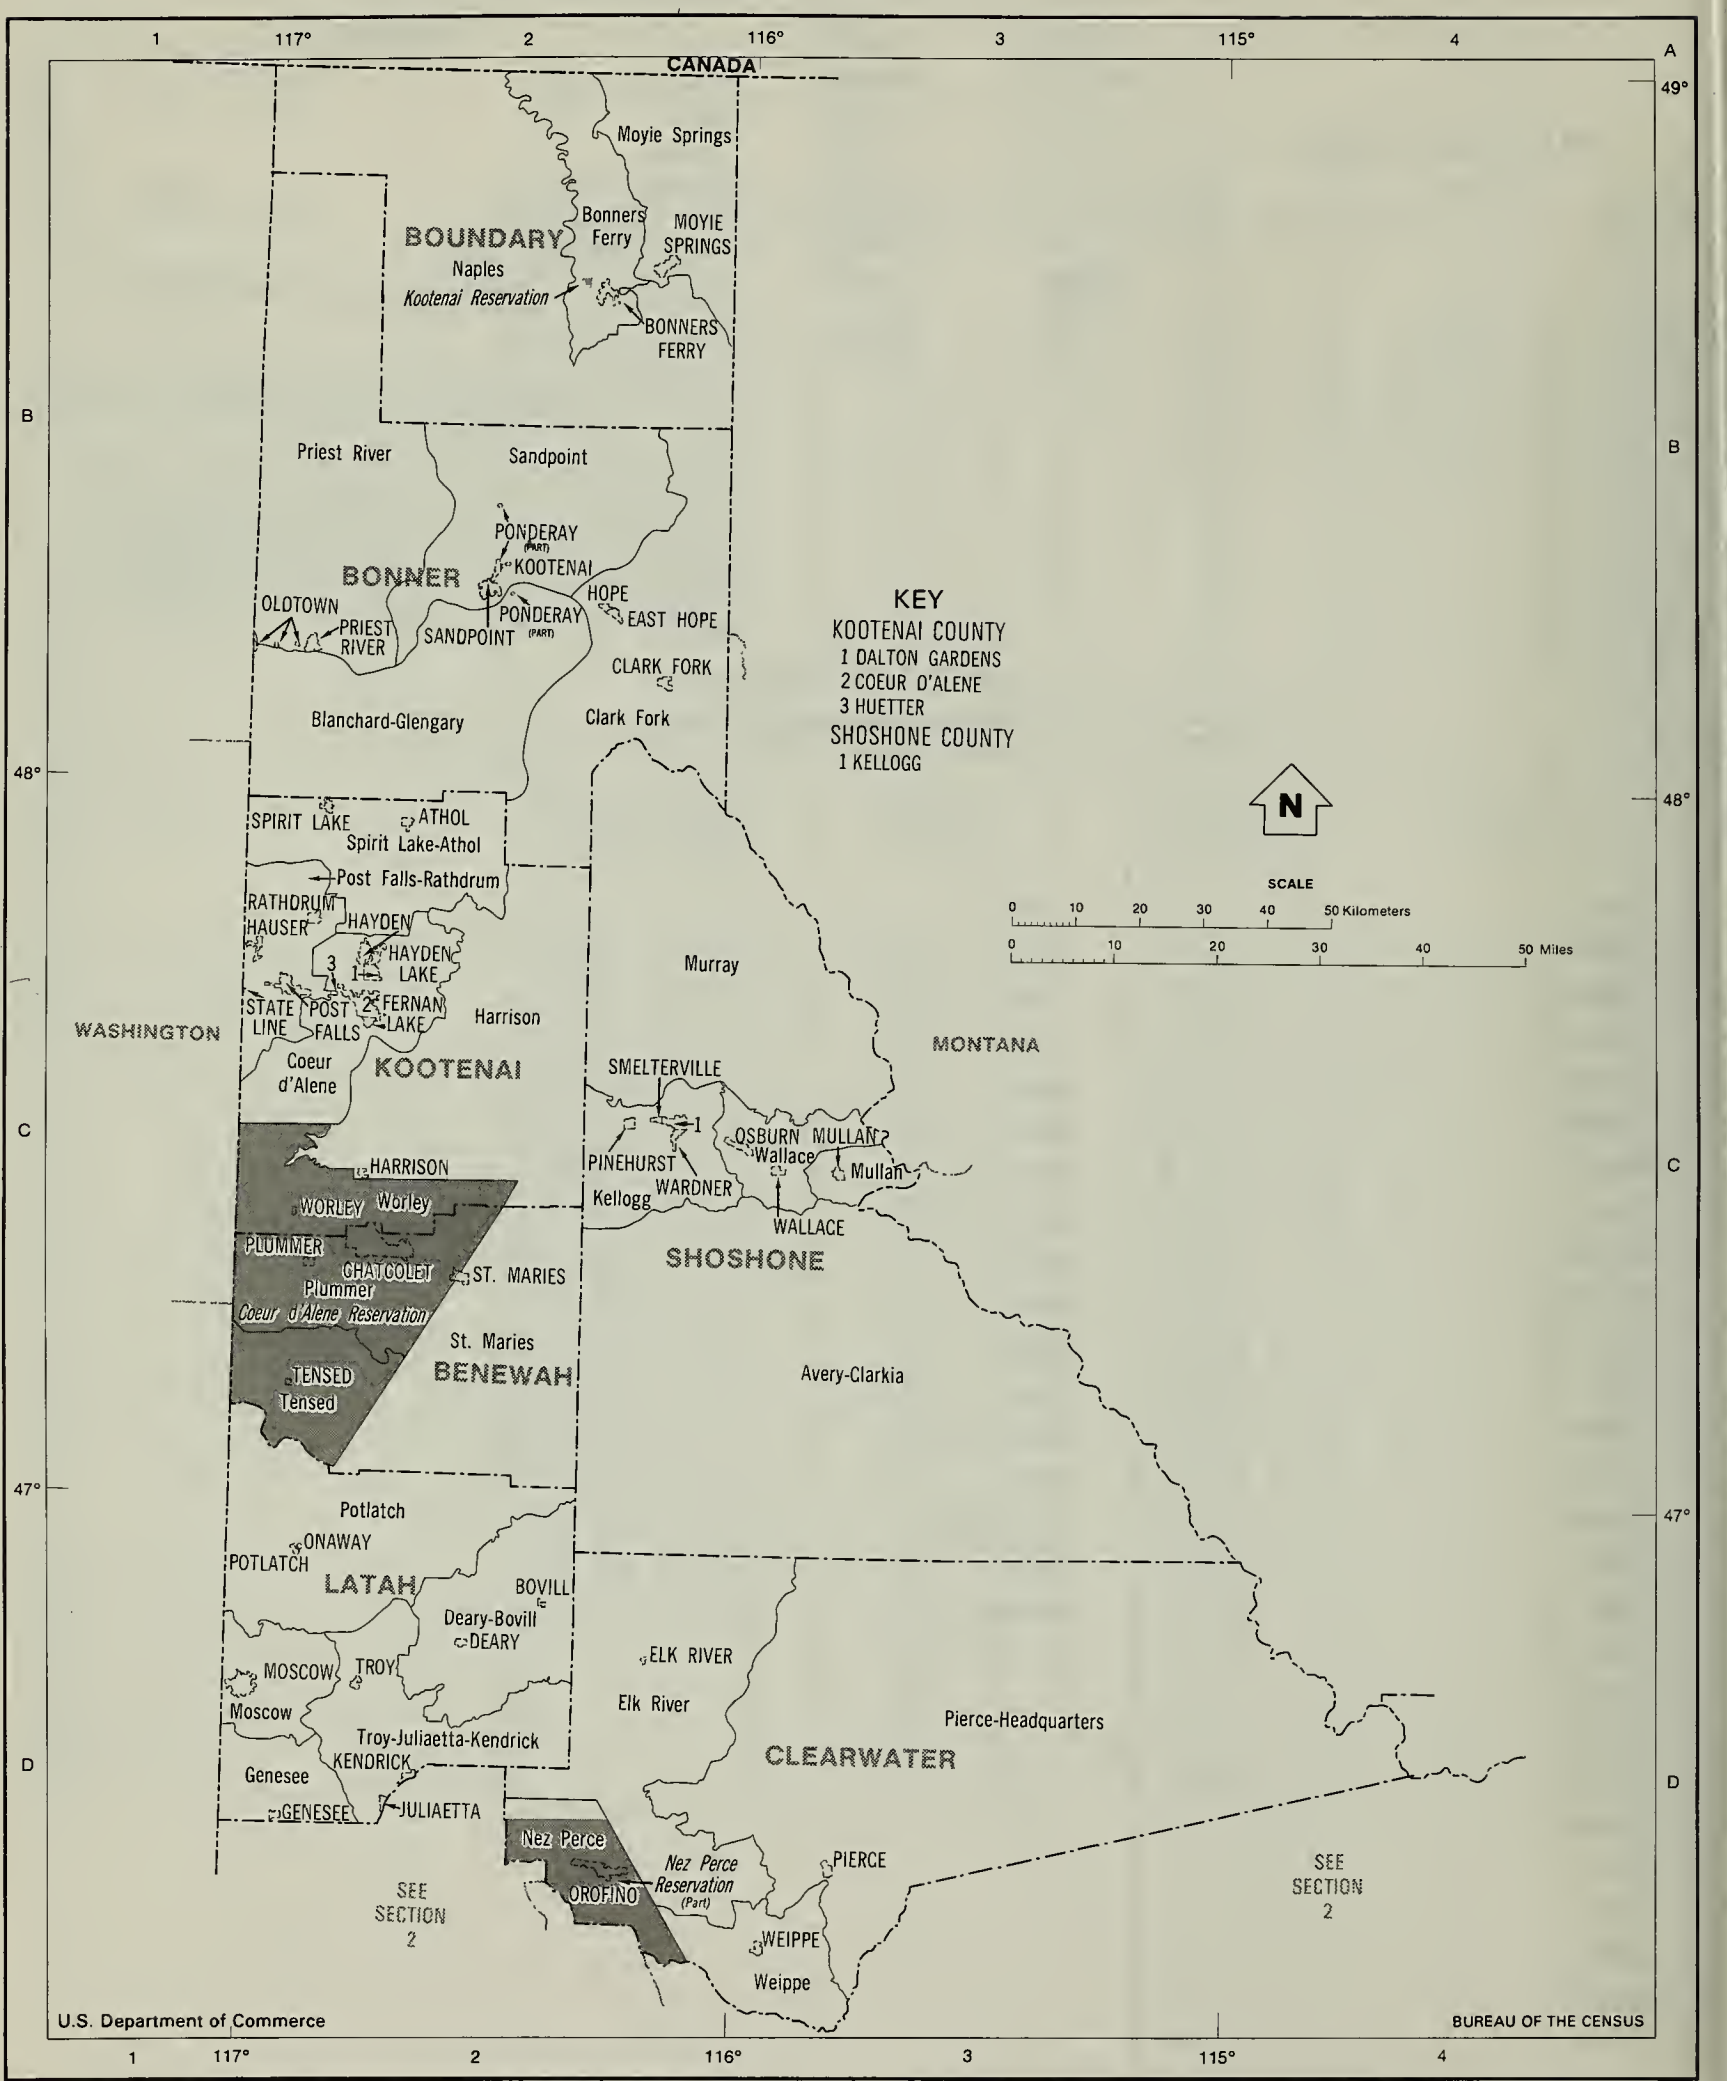 1 117° 2 116° 3 115° 4
A
CANADA
49°
Moyie Springs
BOUNDARY
Bonners
Ferry
MOYIE
SPRINGS
Naples
Kootenai Reservation
BONNERS
FERRY
B
B
Priest River
Sandpoint
PONDERAY
(PART)
KOOTENAI
BONNER
HOPE
EAST HOPE
OLDTOWN
PRIEST
RIVER
SANDPOINT
PONDERAY
(PART)
CLARK FORK
Blanchard-Glengary
Clark Fork
KEY
KOOTENAI COUNTY
1 DALTON GARDENS
2 COEUR D'ALENE
3 HUETTER
SHOSHONE COUNTY
1 KELLOGG
48°
48°
N
SPIRIT LAKE
ATHOL
Spirit Lake-Athol
Post Falls-Rathdrum
RATHDRUM
HAUSER
HAYDEN
HAYDEN
LAKE
3
1
2
FERNAN
LAKE
STATE
LINE
POST
FALLS
Harrison
Coeur
d'Alene
KOOTENAI
WASHINGTON
SCALE
0 10 20 30 40 50 Kilometers
0 10 20 30 40 50 Miles
Murray
MONTANA
SMELTERVILLE
1
C
C
OSBURN
MULLAN
Wallace
Mullan
PINEHURST
WARDNER
Kellogg
WALLACE
SHOSHONE
HARRISON
WORLEY
Worley
PLUMMER
CHATCOLET
Plummer
Coeur d'Alene Reservation
ST. MARIES
St. Maries
BENEWAH
TENSED
Tensed
Avery-Clarkia
47°
47°
Potlatch
ONAWAY
POTLATCH
LATAH
BOVILL
Deary-Bovill
DEARY
MOSCOW
TROY
Moscow
Troy-Juliaetta-Kendrick
KENDRICK
Genesee
GENESEE
JULIAETTA
ELK RIVER
Elk River
Pierce-Headquarters
CLEARWATER
D
D
Nez Perce
Nez Perce
Reservation
(Part)
OROFINO
PIERCE
WEIPPE
Weippe
SEE
SECTION
2
SEE
SECTION
2
U.S. Department of Commerce
BUREAU OF THE CENSUS
1 117° 2 116° 3 115° 4